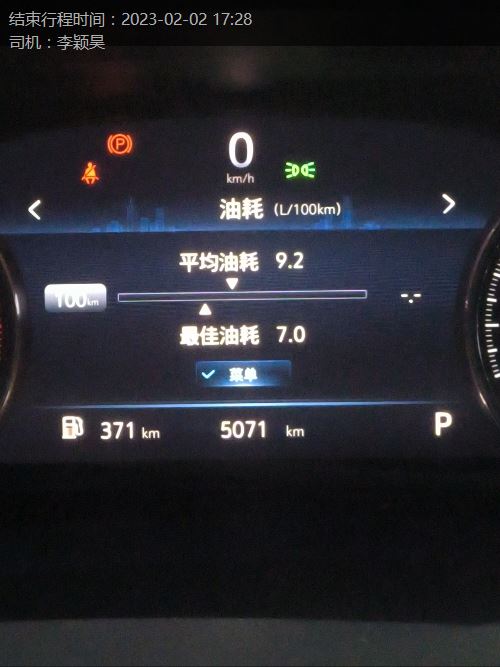 结束行程时间：2023-02-02 17:28
司机：李颖昊
P
0
km/h
油耗 (L/100km)
平均油耗 9.2
100km
-.-
最佳油耗 7.0
菜单
371 km 5071 km P